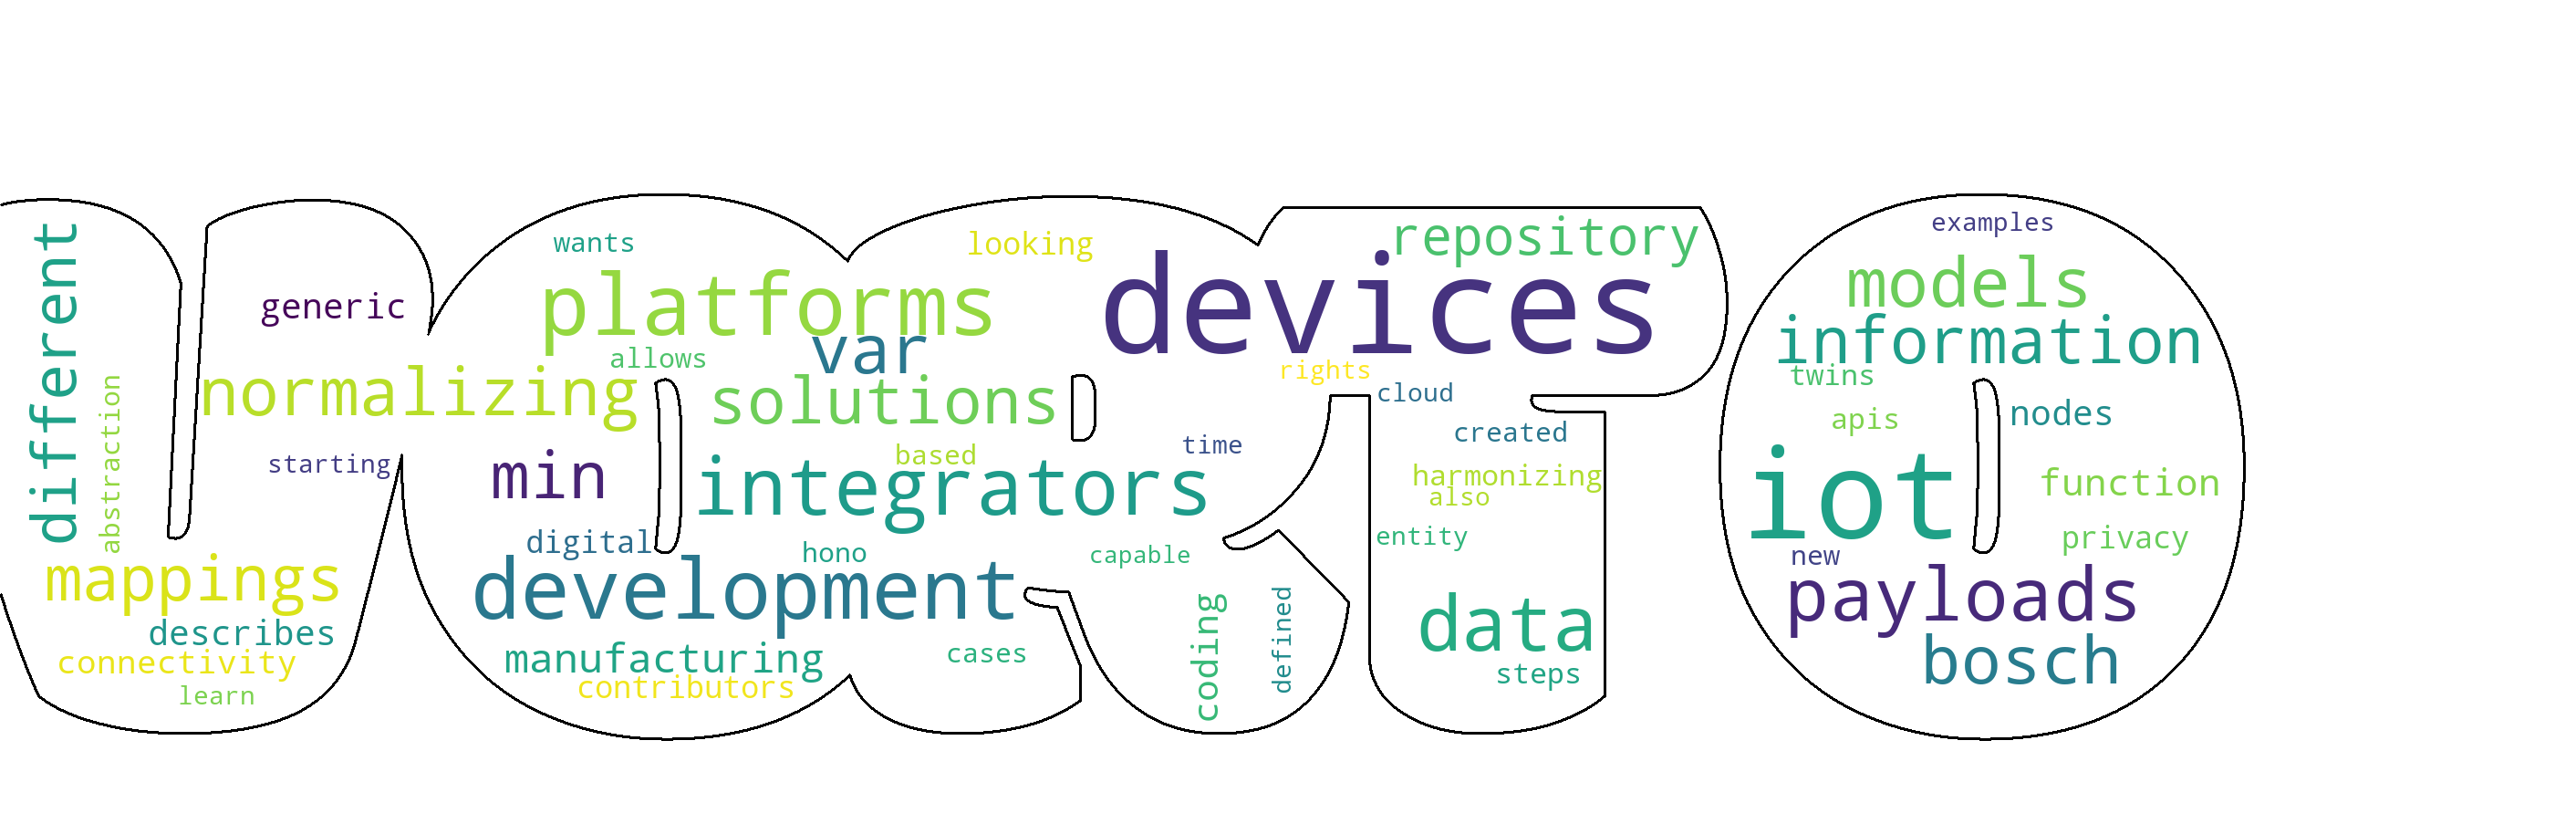 different
abstraction
generic
normalizing
starting
mappings
describes
connectivity
learn
wants
platforms
looking
var
allows
solutions
based
min
integrators
digital
hono
development
manufacturing
contributors
cases
capable
coding
defined
time
devices
repository
rights
cloud
created
harmonizing
also
entity
data
steps
examples
models
information
twins
apis
nodes
iot
function
privacy
new
payloads
bosch
VORTO